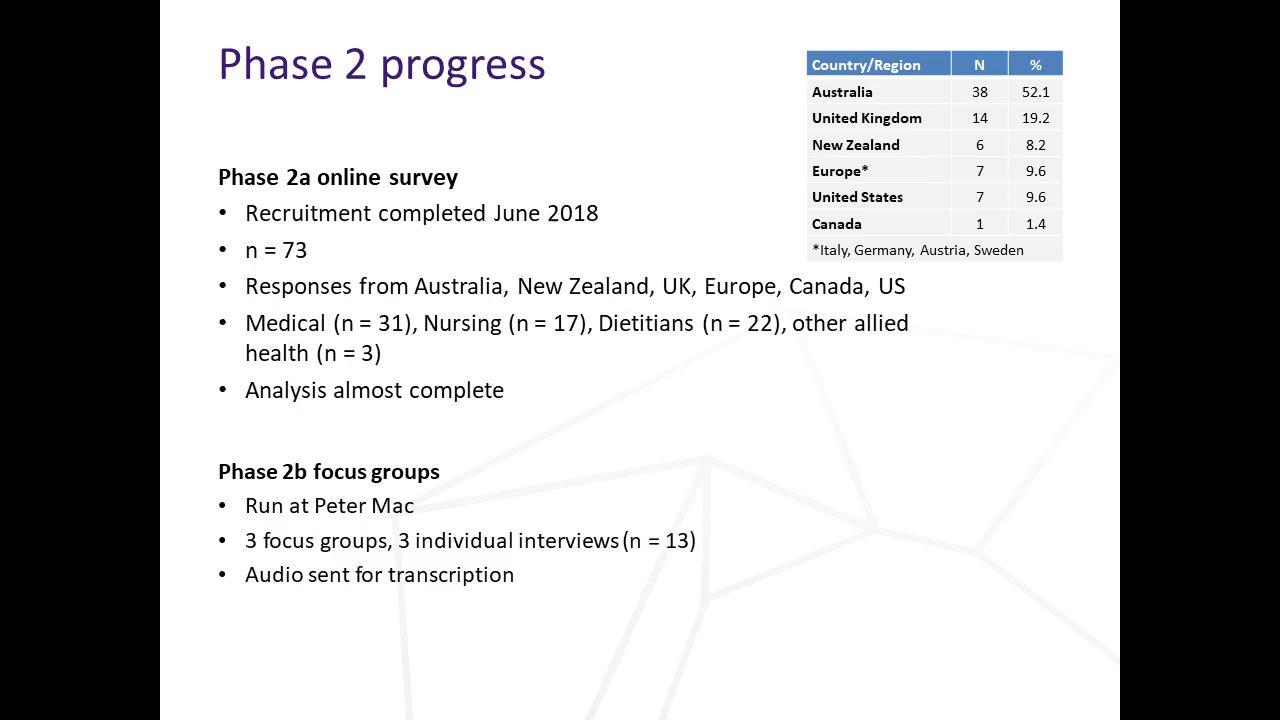 Phase 2 progress
Country/Region N %
Australia 38 52.1
United Kingdom 14 19.2
New Zealand 6 8.2
Europe* 7 9.6
United States 7 9.6
Canada 1 1.4
*Italy, Germany, Austria, Sweden
Phase 2a online survey
• Recruitment completed June 2018
• n = 73
• Responses from Australia, New Zealand, UK, Europe, Canada, US
• Medical (n = 31), Nursing (n = 17), Dietitians (n = 22), other allied
health (n = 3)
• Analysis almost complete
Phase 2b focus groups
• Run at Peter Mac
• 3 focus groups, 3 individual interviews (n = 13)
• Audio sent for transcription